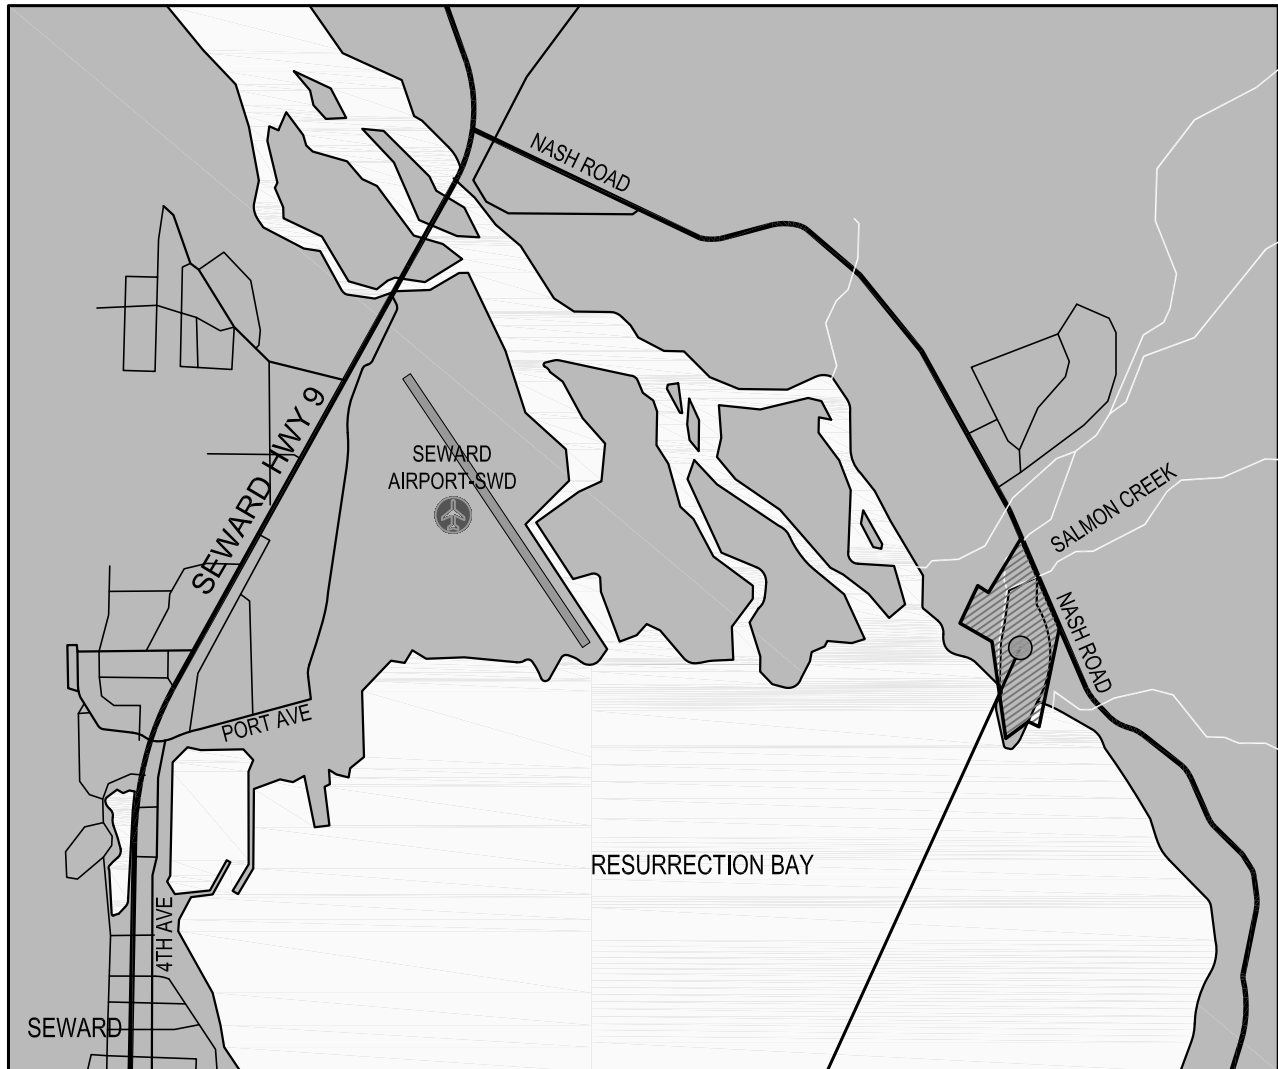 NASH ROAD
SEWARD HWY 9
SEWARD
AIRPORT-SWD
SALMON CREEK
NASH ROAD
PORT AVE
RESURRECTION BAY
4TH AVE
SEWARD